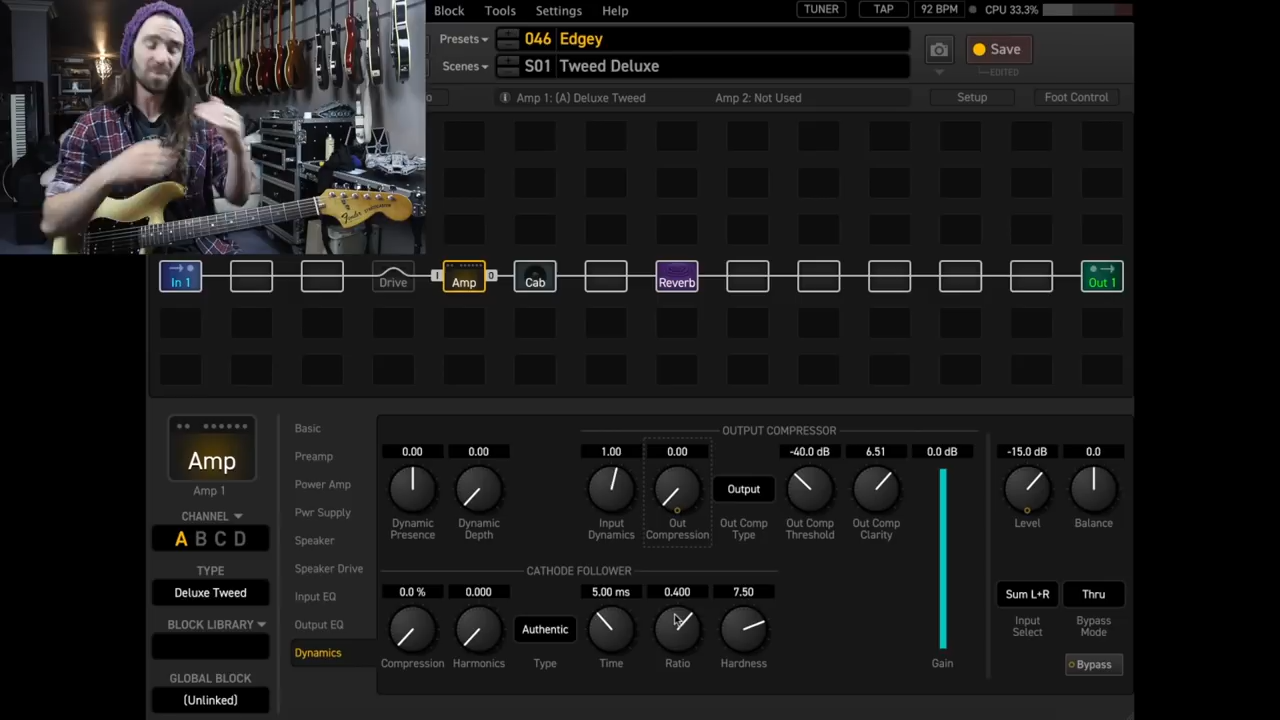 Block Tools Settings Help TUNER TAP 92 BPM CPU 33.3%
Presets 046 Edgey Save
EDITED
Scenes S01 Tweed Deluxe
Amp 1: (A) Deluxe Tweed Amp 2: Not Used Setup Foot Control
Fender
In 1 Drive I Amp O Cab Reverb Out 1
Amp
Amp 1
CHANNEL
A B C D
TYPE
Deluxe Tweed
BLOCK LIBRARY
GLOBAL BLOCK
(Unlinked)
Basic
Preamp
Power Amp
Pwr Supply
Speaker
Speaker Drive
Input EQ
Output EQ
Dynamics
OUTPUT COMPRESSOR
0.00 0.00 1.00 0.00 -40.0 dB 6.51 0.0 dB
Output
Dynamic Presence Dynamic Depth Input Dynamics Out Compression Out Comp Type Out Comp Threshold Out Comp Clarity
CATHODE FOLLOWER
0.0 % 0.000 5.00 ms 0.400 7.50
Authentic
Compression Harmonics Type Time Ratio Hardness Gain
-15.0 dB 0.0
Level Balance
Sum L+R Thru
Input Select Bypass Mode
Bypass